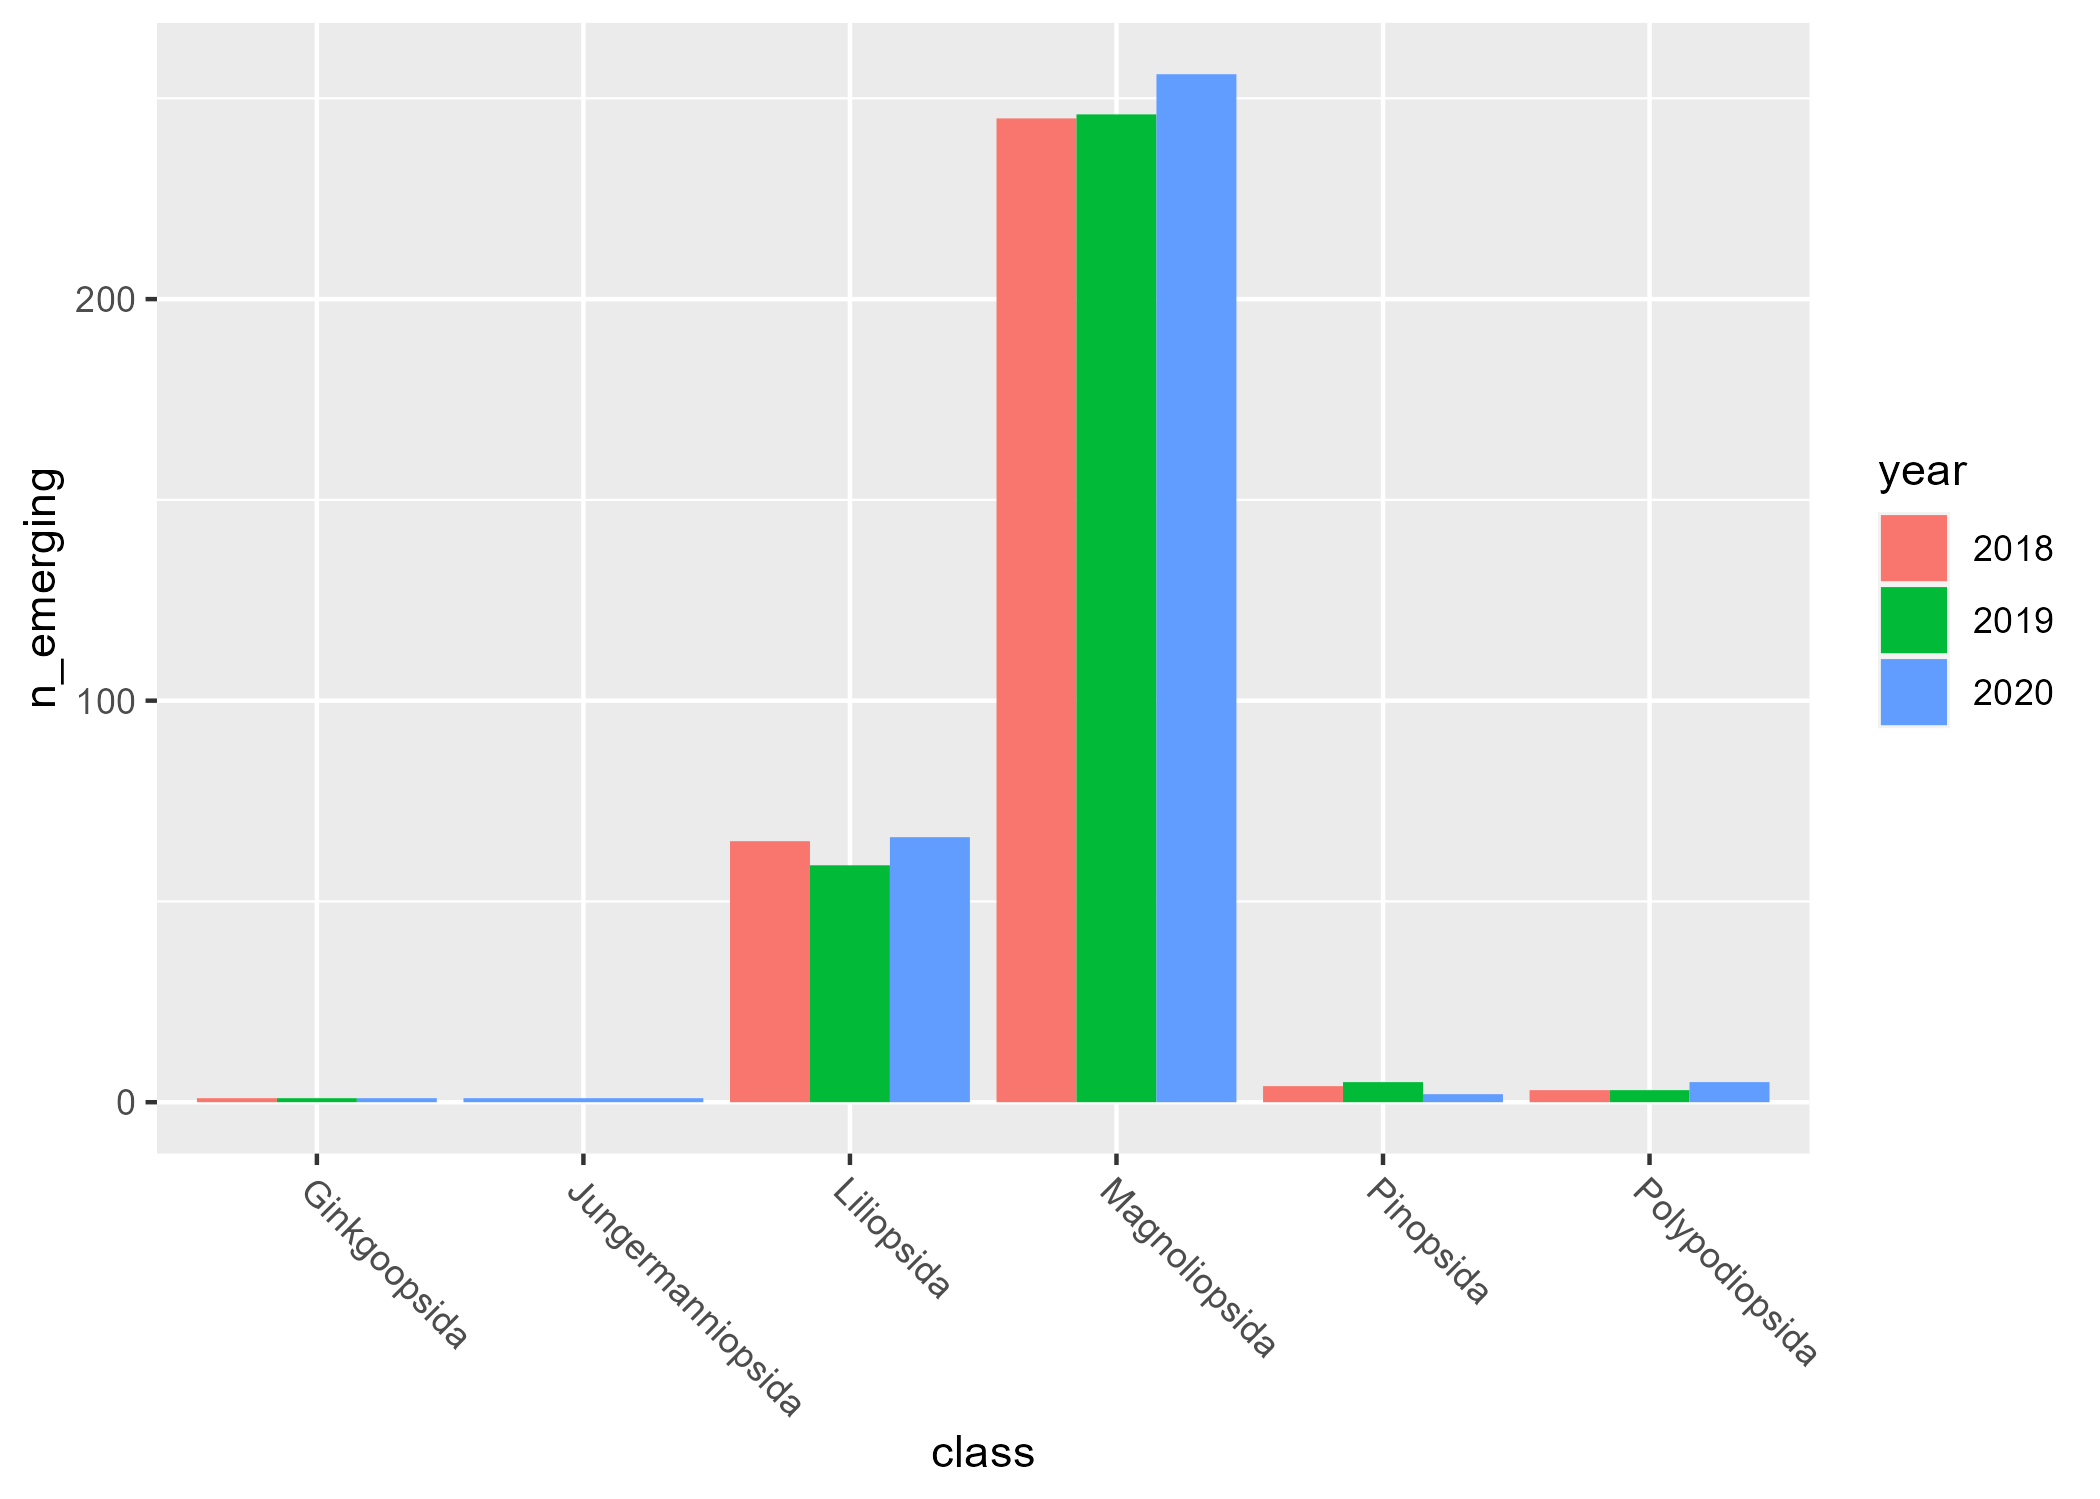 n_emerging
200
100
0
Ginkgoopsida
Jungermanniopsida
Liliopsida
Magnoliopsida
Pinopsida
Polypodiopsida
class
year
2018
2019
2020